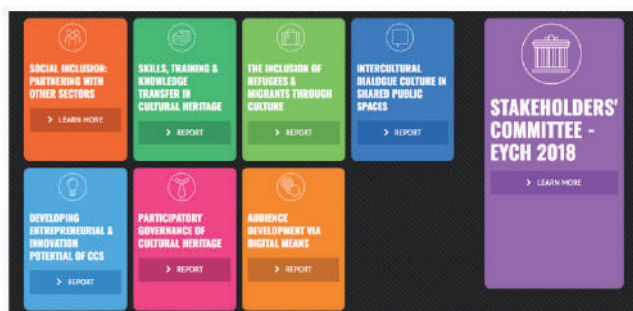 SOCIAL INCLUSION:
PARTNERING WITH
OTHER SECTORS
> LEARN MORE
SKILLS, TRAINING &
KNOWLEDGE
TRANSFER IN
CULTURAL HERITAGE
> REPORT
THE INCLUSION OF
REFUGEES &
MIGRANTS THROUGH
CULTURE
> REPORT
INTERCULTURAL
DIALOGUE CULTURE IN
SHARED PUBLIC
SPACES
> REPORT
STAKEHOLDERS'
COMMITTEE -
EYCH 2018
> LEARN MORE
DEVELOPING
ENTREPRENEURIAL &
INNOVATION
POTENTIAL OF CCS
> REPORT
PARTICIPATORY
GOVERNANCE OF
CULTURAL HERITAGE
> REPORT
AUDIENCE
DEVELOPMENT VIA
DIGITAL MEANS
> REPORT